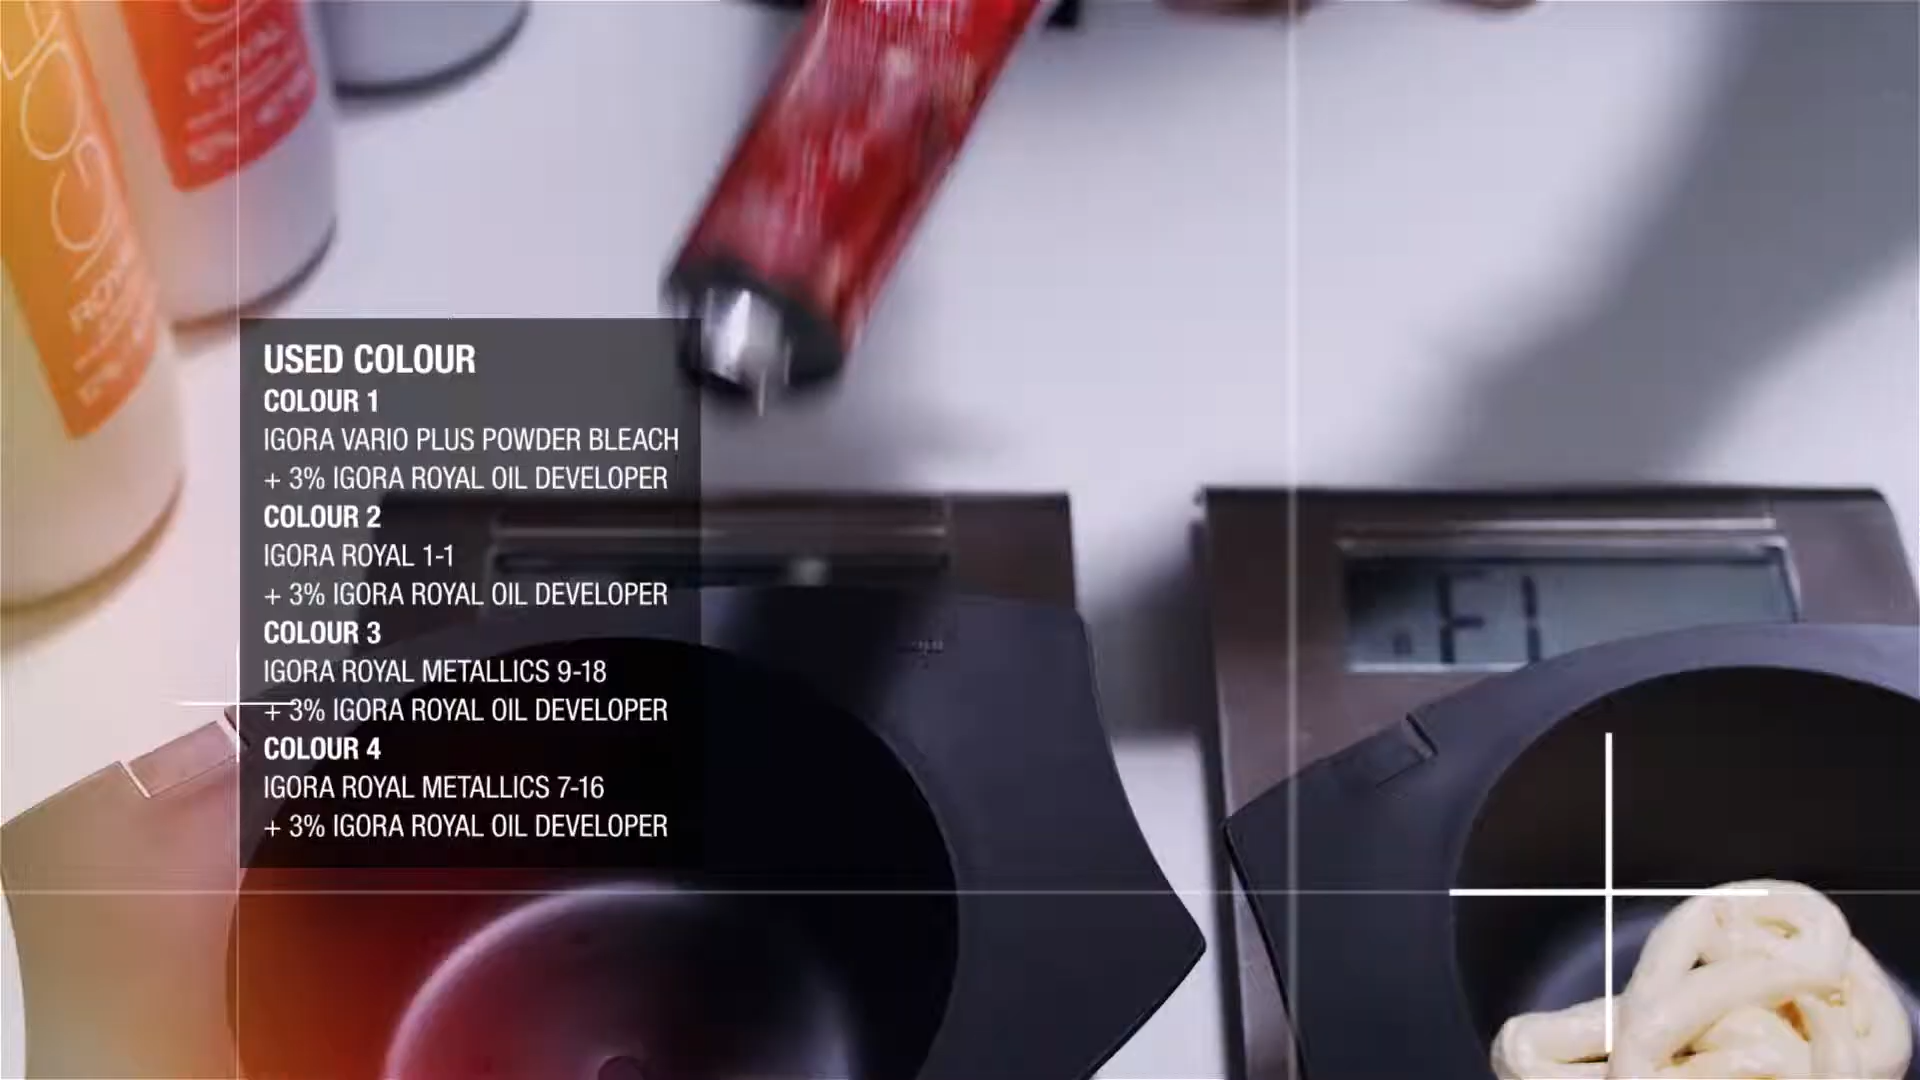 ROYAL
USED COLOUR
COLOUR 1
IGORA VARIO PLUS POWDER BLEACH
+ 3% IGORA ROYAL OIL DEVELOPER
COLOUR 2
IGORA ROYAL 1-1
+ 3% IGORA ROYAL OIL DEVELOPER
COLOUR 3
IGORA ROYAL METALLICS 9-18
+ 3% IGORA ROYAL OIL DEVELOPER
COLOUR 4
IGORA ROYAL METALLICS 7-16
+ 3% IGORA ROYAL OIL DEVELOPER